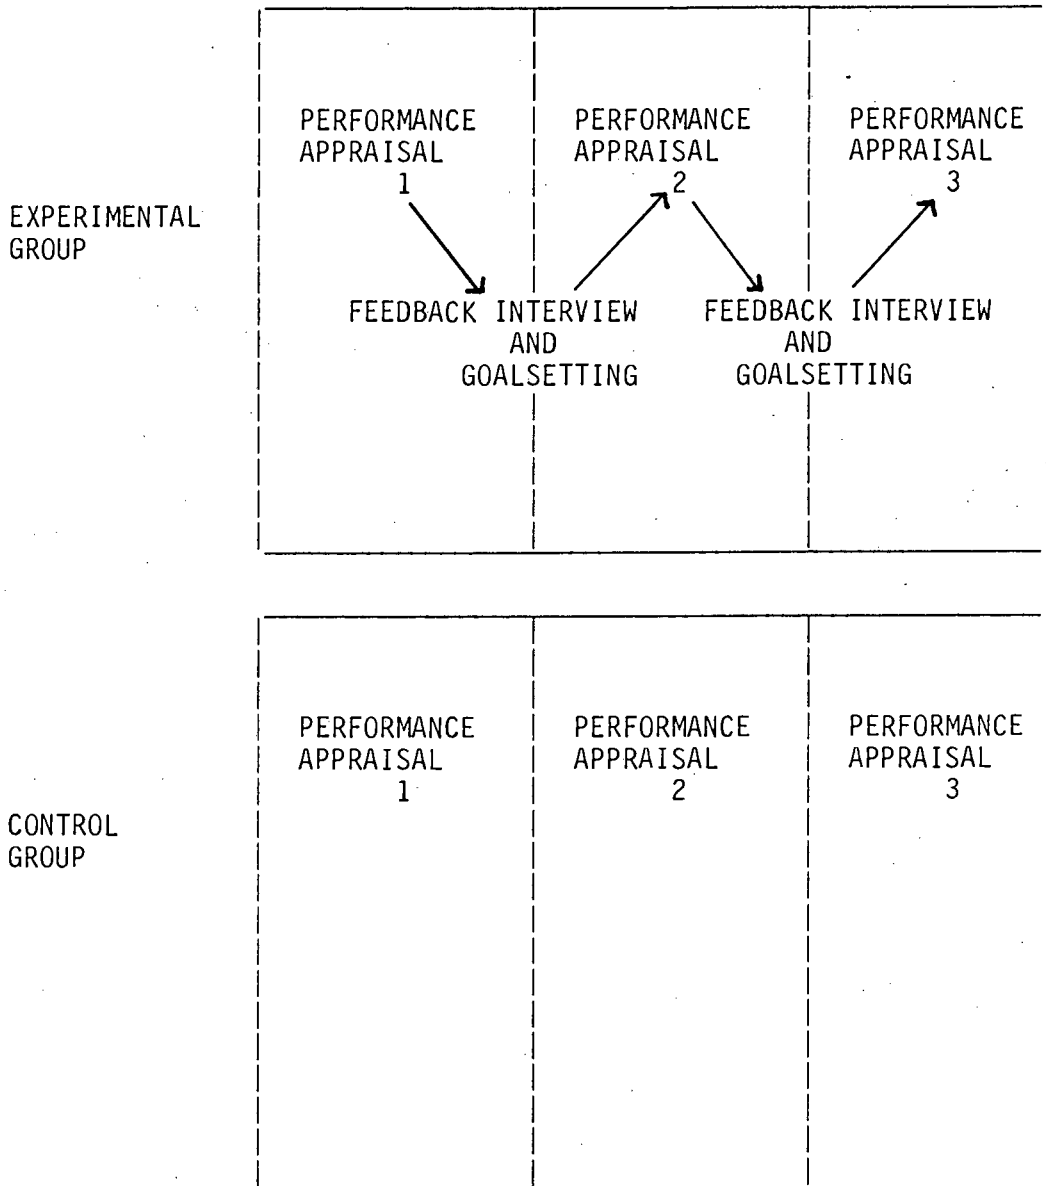 PERFORMANCE
APPRAISAL
1
PERFORMANCE
APPRAISAL
2
PERFORMANCE
APPRAISAL
3
EXPERIMENTAL
GROUP
FEEDBACK INTERVIEW
AND
GOALSETTING
FEEDBACK INTERVIEW
AND
GOALSETTING
PERFORMANCE
APPRAISAL
1
PERFORMANCE
APPRAISAL
2
PERFORMANCE
APPRAISAL
3
CONTROL
GROUP